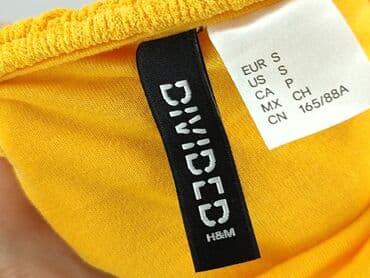 DIVIDED
H&M
EUR S
US S
CA P
MX CH
CN 165/88A